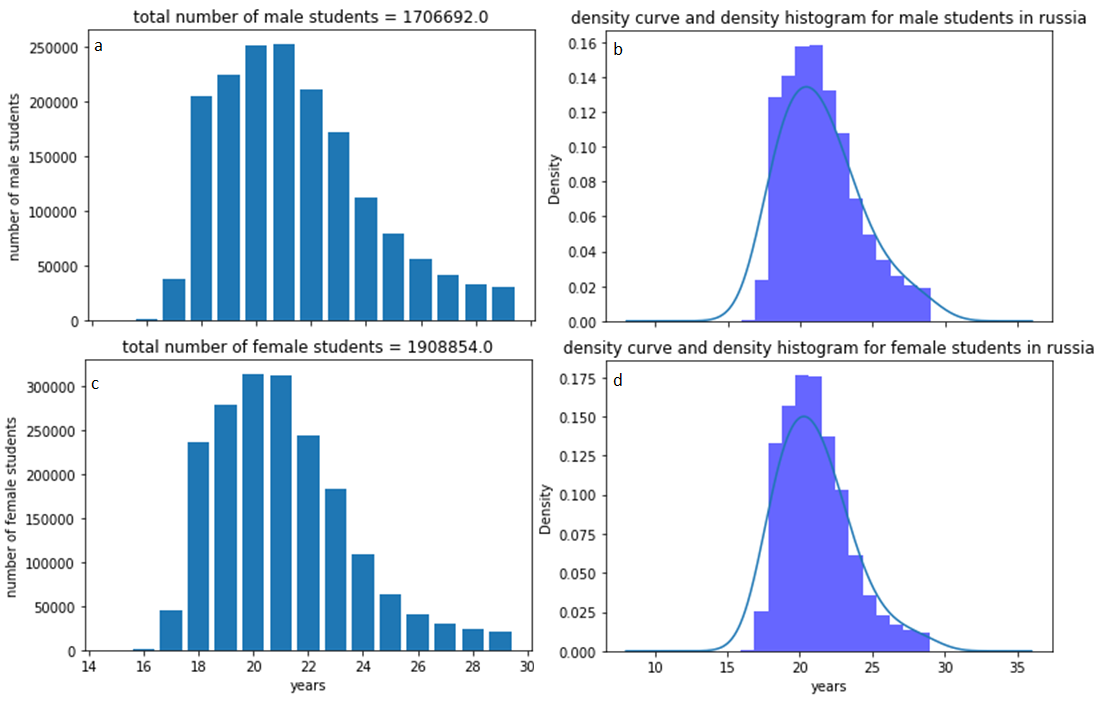 total number of male students = 1706692.0
a
250000
200000
150000
100000
50000
0
number of male students
density curve and density histogram for male students in russia
b
0.16
0.14
0.12
0.10
0.08
0.06
0.04
0.02
0.00
Density
total number of female students = 1908854.0
c
300000
250000
200000
150000
100000
50000
0
number of female students
14 16 18 20 22 24 26 28 30
years
density curve and density histogram for female students in russia
d
0.175
0.150
0.125
0.100
0.075
0.050
0.025
0.000
Density
10 15 20 25 30 35
years